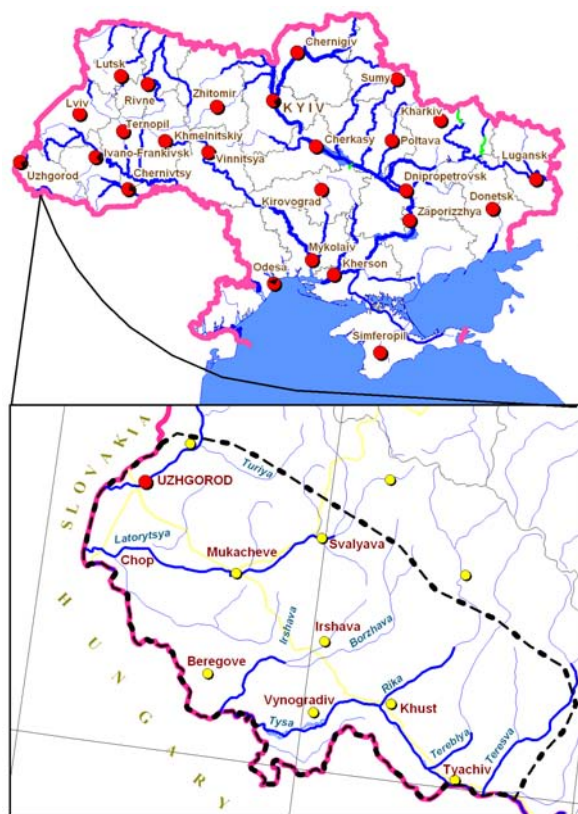 Chernigiv
Lutsk
Sumy
Rivne
Zhitomir
KYIV
Kharkiv
Lviv
Ternopil
Khmelnitskiy
Cherkasy
Poltava
Lugansk
Ivano-Frankivsk
Vinnitsya
Uzhgorod
Chernivtsy
Dnipropetrovsk
Kirovograd
Donetsk
Zaporizzhya
Mykolaiv
Odesa
Kherson
Simferopil
SLOVAKIA
Turiya
UZHGOROD
Latorytsya
Mukacheve
Svalyava
Chop
HUNGARY
Irshava
Irshava
Borzhava
Beregove
Rika
Vynogradiv
Khust
Tysa
Tereblya
Teresva
Tyachiv